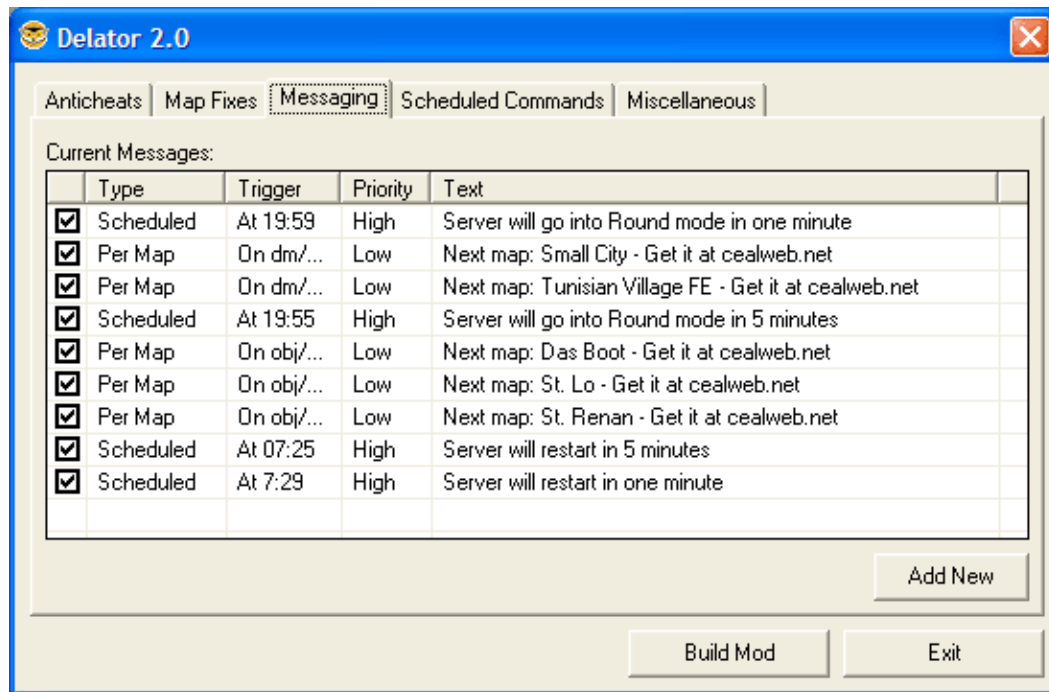 Delator 2.0
Anticheats Map Fixes Messaging Scheduled Commands Miscellaneous
Current Messages:
Type Trigger Priority Text
Scheduled At 19:59 High Server will go into Round mode in one minute
Per Map On dm/... Low Next map: Small City - Get it at cealweb.net
Per Map On dm/... Low Next map: Tunisian Village FE - Get it at cealweb.net
Scheduled At 19:55 High Server will go into Round mode in 5 minutes
Per Map On obj/... Low Next map: Das Boot - Get it at cealweb.net
Per Map On obj/... Low Next map: St. Lo - Get it at cealweb.net
Per Map On obj/... Low Next map: St. Renan - Get it at cealweb.net
Scheduled At 07:25 High Server will restart in 5 minutes
Scheduled At 7:29 High Server will restart in one minute
Add New
Build Mod Exit